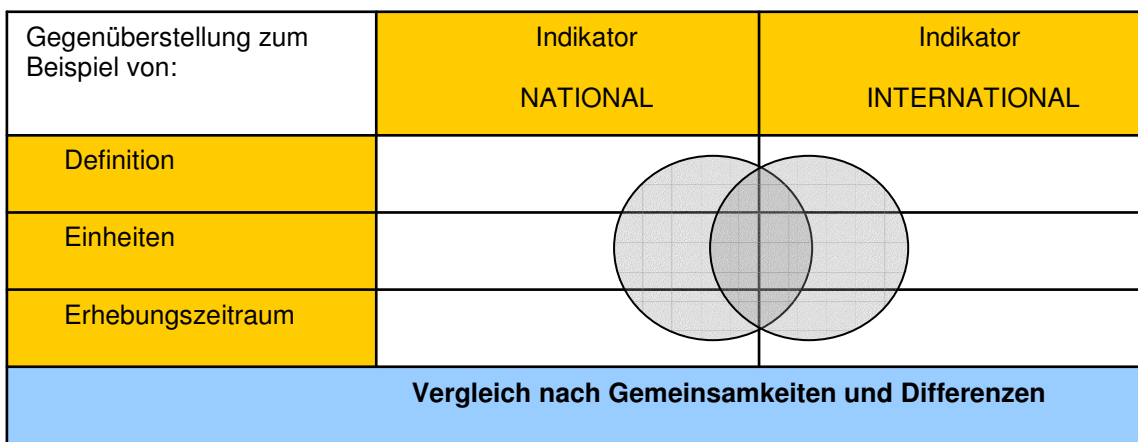 Gegenüberstellung zum
Beispiel von:
Indikator
NATIONAL
Indikator
INTERNATIONAL
Definition
Einheiten
Erhebungszeitraum
Vergleich nach Gemeinsamkeiten und Differenzen